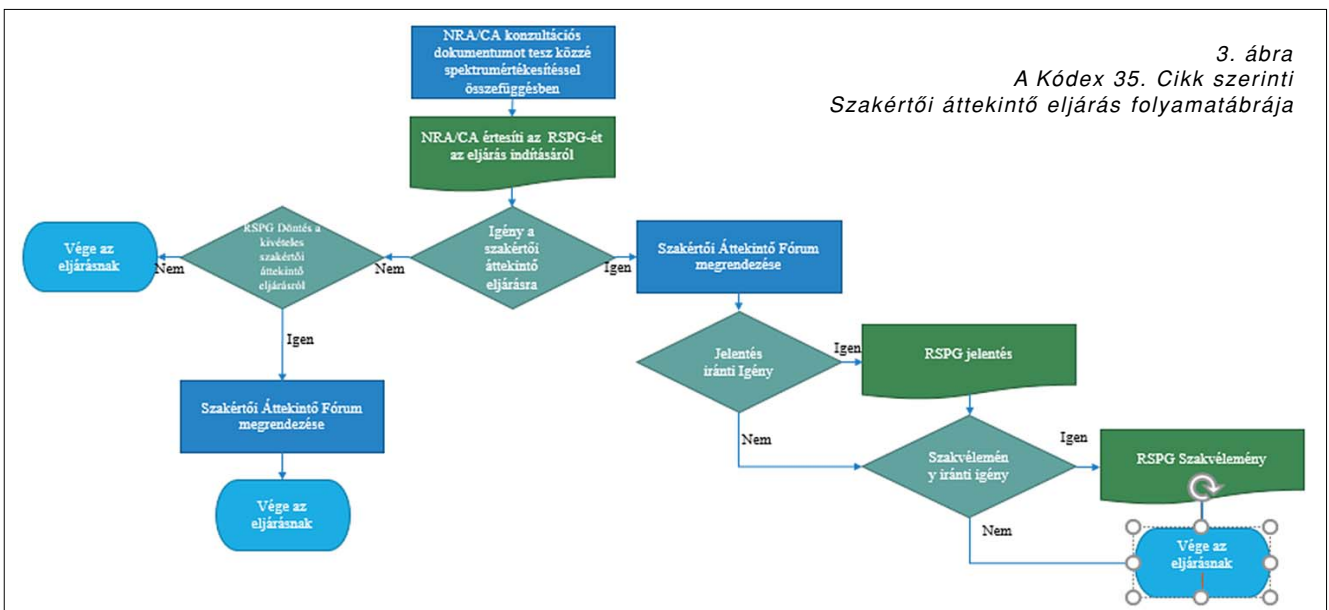 3. ábra
A Kódex 35. Cikk szerinti
Szakértői áttekintő eljárás folyamatábrája
NRA/CA konzultációs
dokumentumot tesz közzé
spektrumértékesítéssel
összefüggésben
NRA/CA értesíti az RSPG-ét
az eljárás indításáról
Igény a
szakértői
áttekintő
eljárásra
Nem
Igen
RSPG Döntés a
kivételes
szakértői
áttekintő
eljárásról
Nem
Vége az
eljárásnak
Igen
Szakértői Áttekintő Fórum
megrendezése
Vége az
eljárásnak
Szakértői Áttekintő Fórum
megrendezése
Jelentés
iránti Igény
Igen
RSPG jelentés
Nem
Szakvélemén
y iránti igény
Igen
RSPG Szakvélemény
Nem
Vége az
eljárásnak